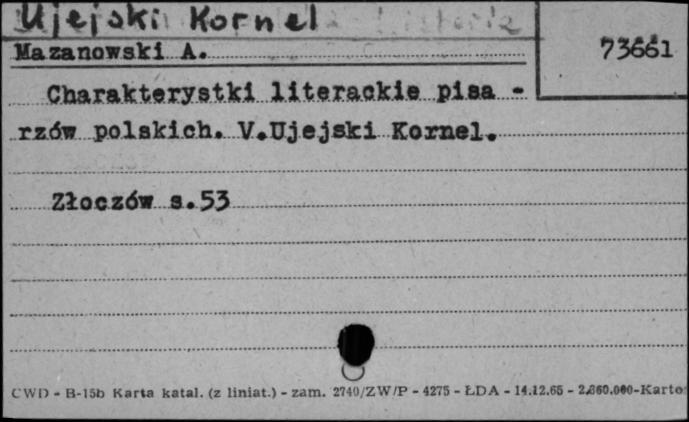 Ujejski Kornel
Mazanowski A.
73661
Charakterystki literackie pisa -
rzów polskich. V.Ujejski Kornel.
Złoczów s.53
CWD - B-15b Karta katal. (z liniat.) - zam. 2740/ZW/P - 4275 - ŁDA - 14.12.65 - 2.860.000-Karto